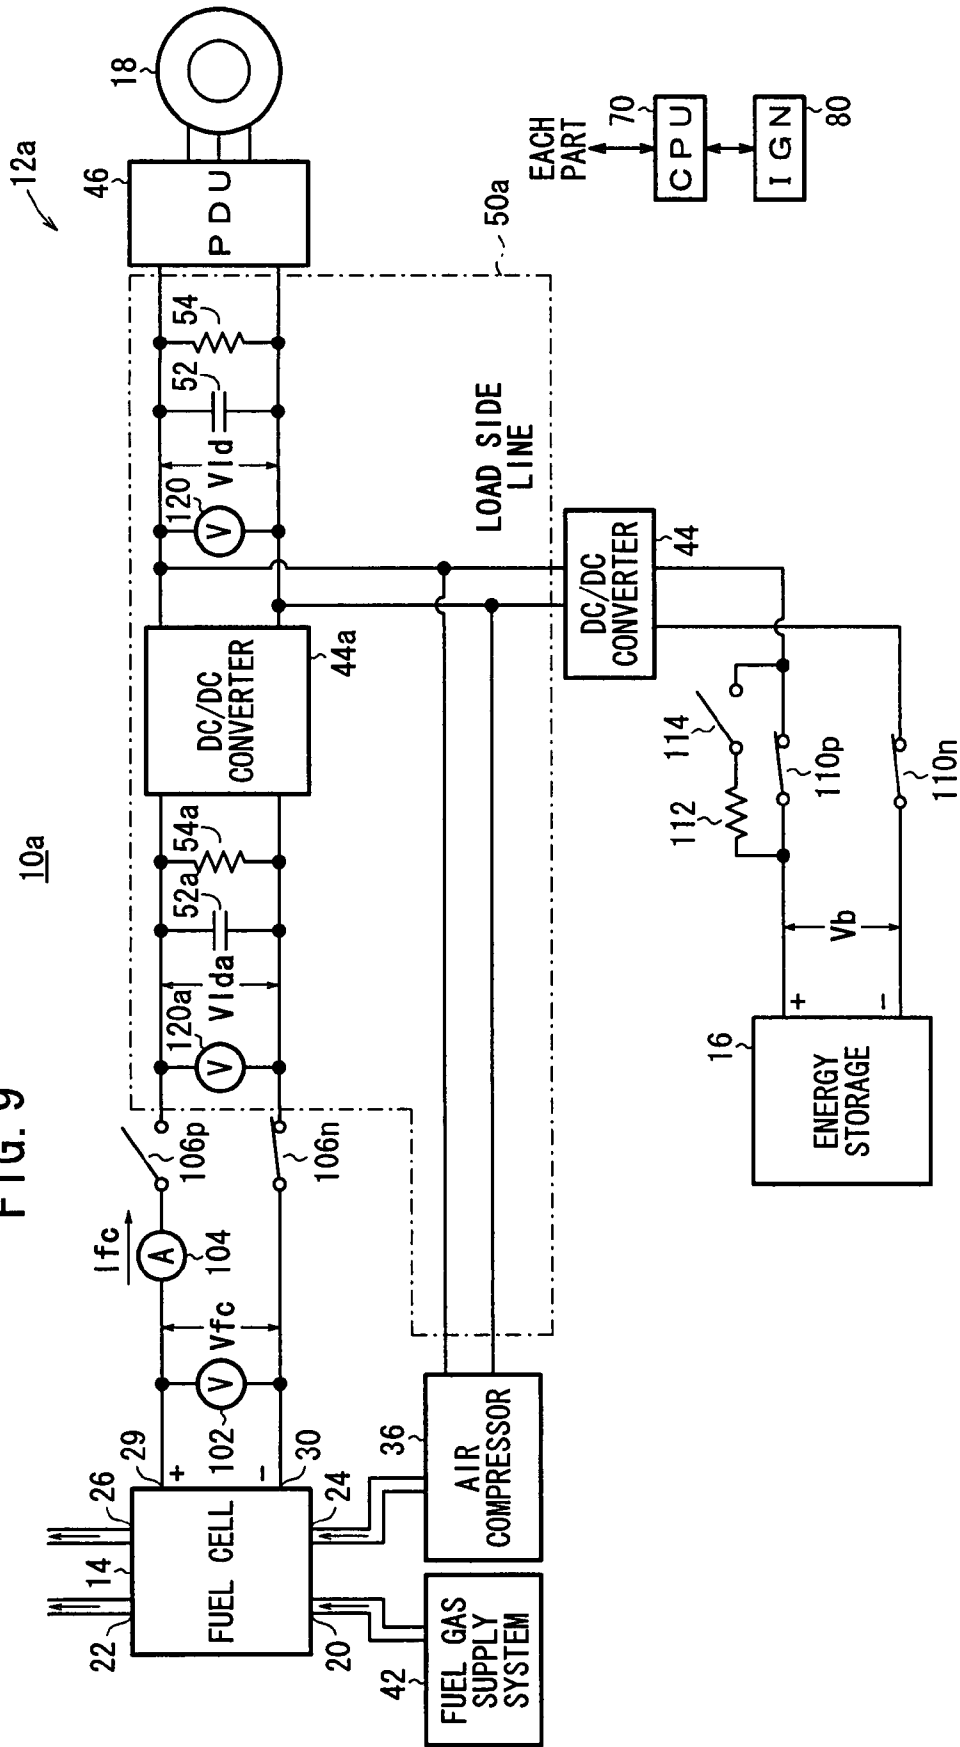 FIG. 9
10a
12a
22
14
26
29
+
FUEL CELL
-
30
20
24
42
FUEL GAS
SUPPLY
SYSTEM
36
AIR
COMPRESSOR
V
102
Vfc
Ifc
A
104
106p
106n
120a
V
Vlda
52a
54a
DC/DC
CONVERTER
44a
120
V
Vld
52
54
46
PDU
18
50a
LOAD SIDE
LINE
DC/DC
CONVERTER
44
112
114
110p
110n
Vb
16
+
-
ENERGY
STORAGE
EACH
PART
70
CPU
IGN
80